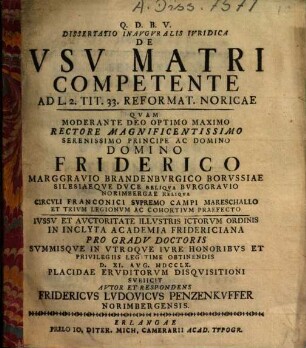 A. Diss. 7577
Q. D. B. V.
DISSERTATIO INAVGVRALIS IVRIDICA
DE
VSV MATRI
COMPETENTE
AD L. 2. TIT. 33. REFORMAT. NORICAE
QVAM
MODERANTE DEO OPTIMO MAXIMO
RECTORE MAGNIFICENTISSIMO
SERENISSIMO PRINCIPE AC DOMINO
DOMINO
FRIDERICO
MARGGRAVIO BRANDENBVRGICO BORVSSIAE
SILESIAEQVE DVCE RELIQVA BVRGGRAVIO
NORIMBERGAE RELIQVE
CIRCVLI FRANCONICI SVPREMO CAMPI MARESCHALLO
ET TRIVM LEGIONVM AC COHORTIVM PRAEFECTO
IVSSV ET AVCTORITATE ILLVSTRIS ICTORVM ORDINIS
IN INCLYTA ACADEMIA FRIDERICIANA
PRO GRADV DOCTORIS
SVMMISQVE IN VTROQVE IVRE HONORIBVS ET
PRIVILEGIIS LEGITIME OBTINENDIS
D. XI. AVG. MDCCLX.
PLACIDAE ERVDITORVM DISQVISITIONI
SVBIICIT
AVTOR ET RESPONDENS
FRIDERICVS LVDOVICVS PENZENKVFFER
NORIMBERGENSIS.
ERLANGAE
PRELO IO. DITER. MICH. CAMERARII ACAD. TYPOGR.